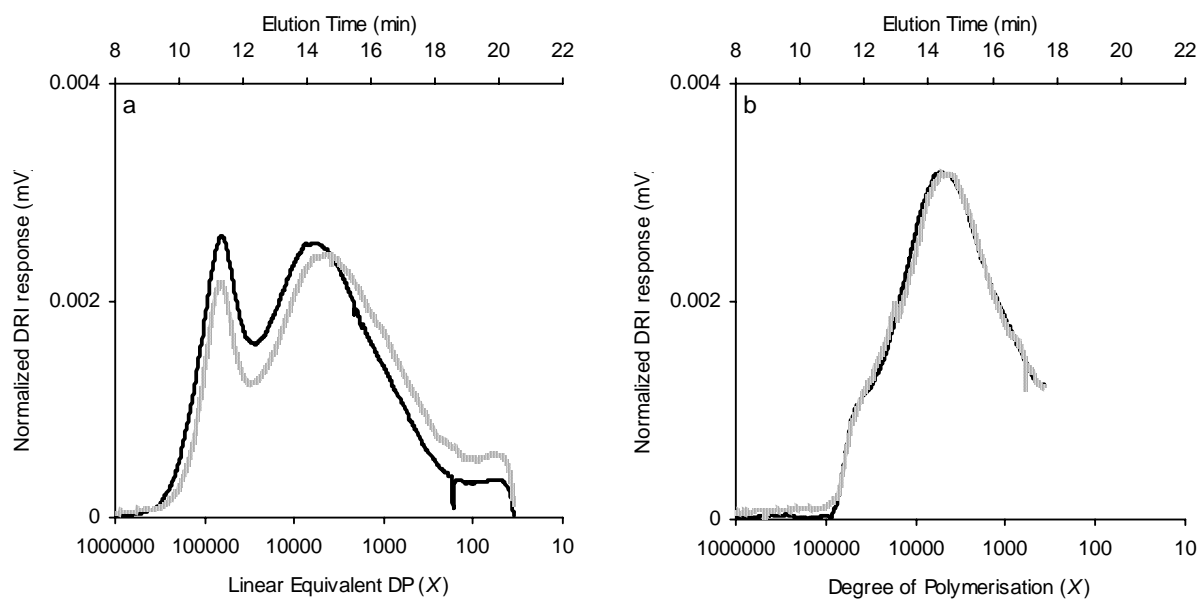 Elution Time (min)
8 10 12 14 16 18 20 22
0.004
a
Normalized DRI response (mV)
0.002
0
1000000 100000 10000 1000 100 10
Linear Equivalent DP (X)
Elution Time (min)
8 10 12 14 16 18 20 22
0.004
b
Normalized DRI response (mV)
0.002
0
1000000 100000 10000 1000 100 10
Degree of Polymerisation (X)